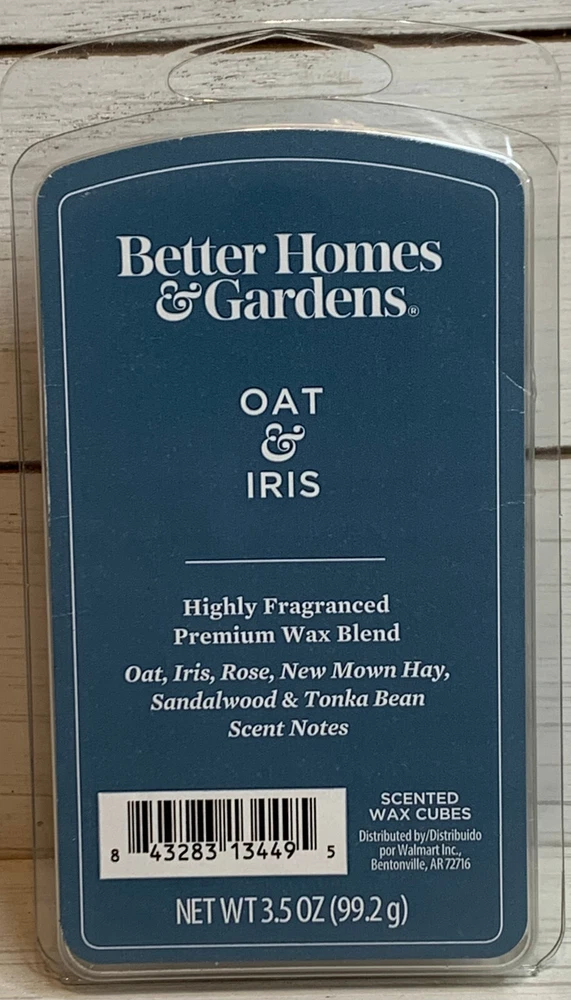 Better Homes
&Gardens®
OAT
&
IRIS
Highly Fragranced
Premium Wax Blend
Oat, Iris, Rose, New Mown Hay,
Sandalwood & Tonka Bean
Scent Notes
8 43283 13449 5
SCENTED
WAX CUBES
Distributed by/Distribuido
por Walmart Inc.,
Bentonville, AR 72716
NET WT 3.5 OZ (99.2 g)